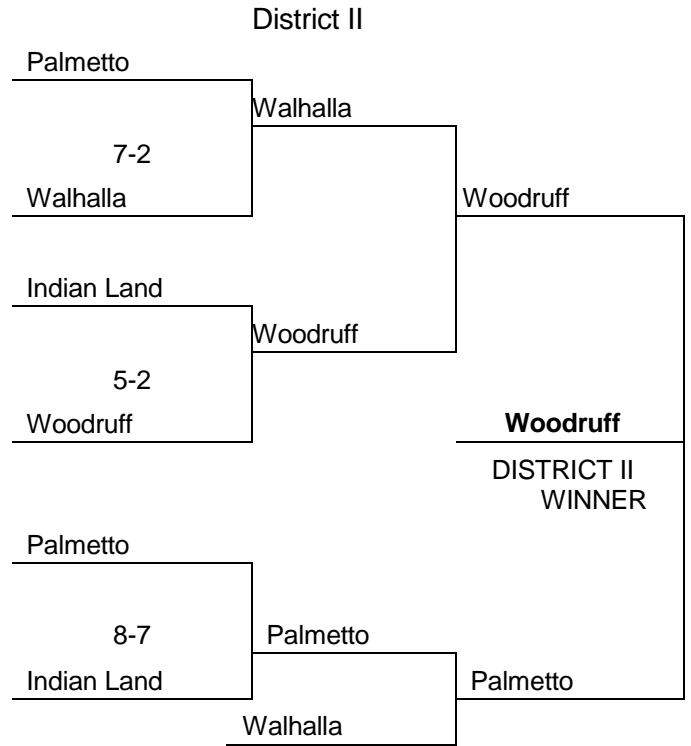 District II
Palmetto
Walhalla
7-2
Walhalla
Woodruff
Indian Land
Woodruff
5-2
Woodruff
Woodruff
DISTRICT II
WINNER
Palmetto
8-7
Palmetto
Indian Land
Palmetto
Walhalla